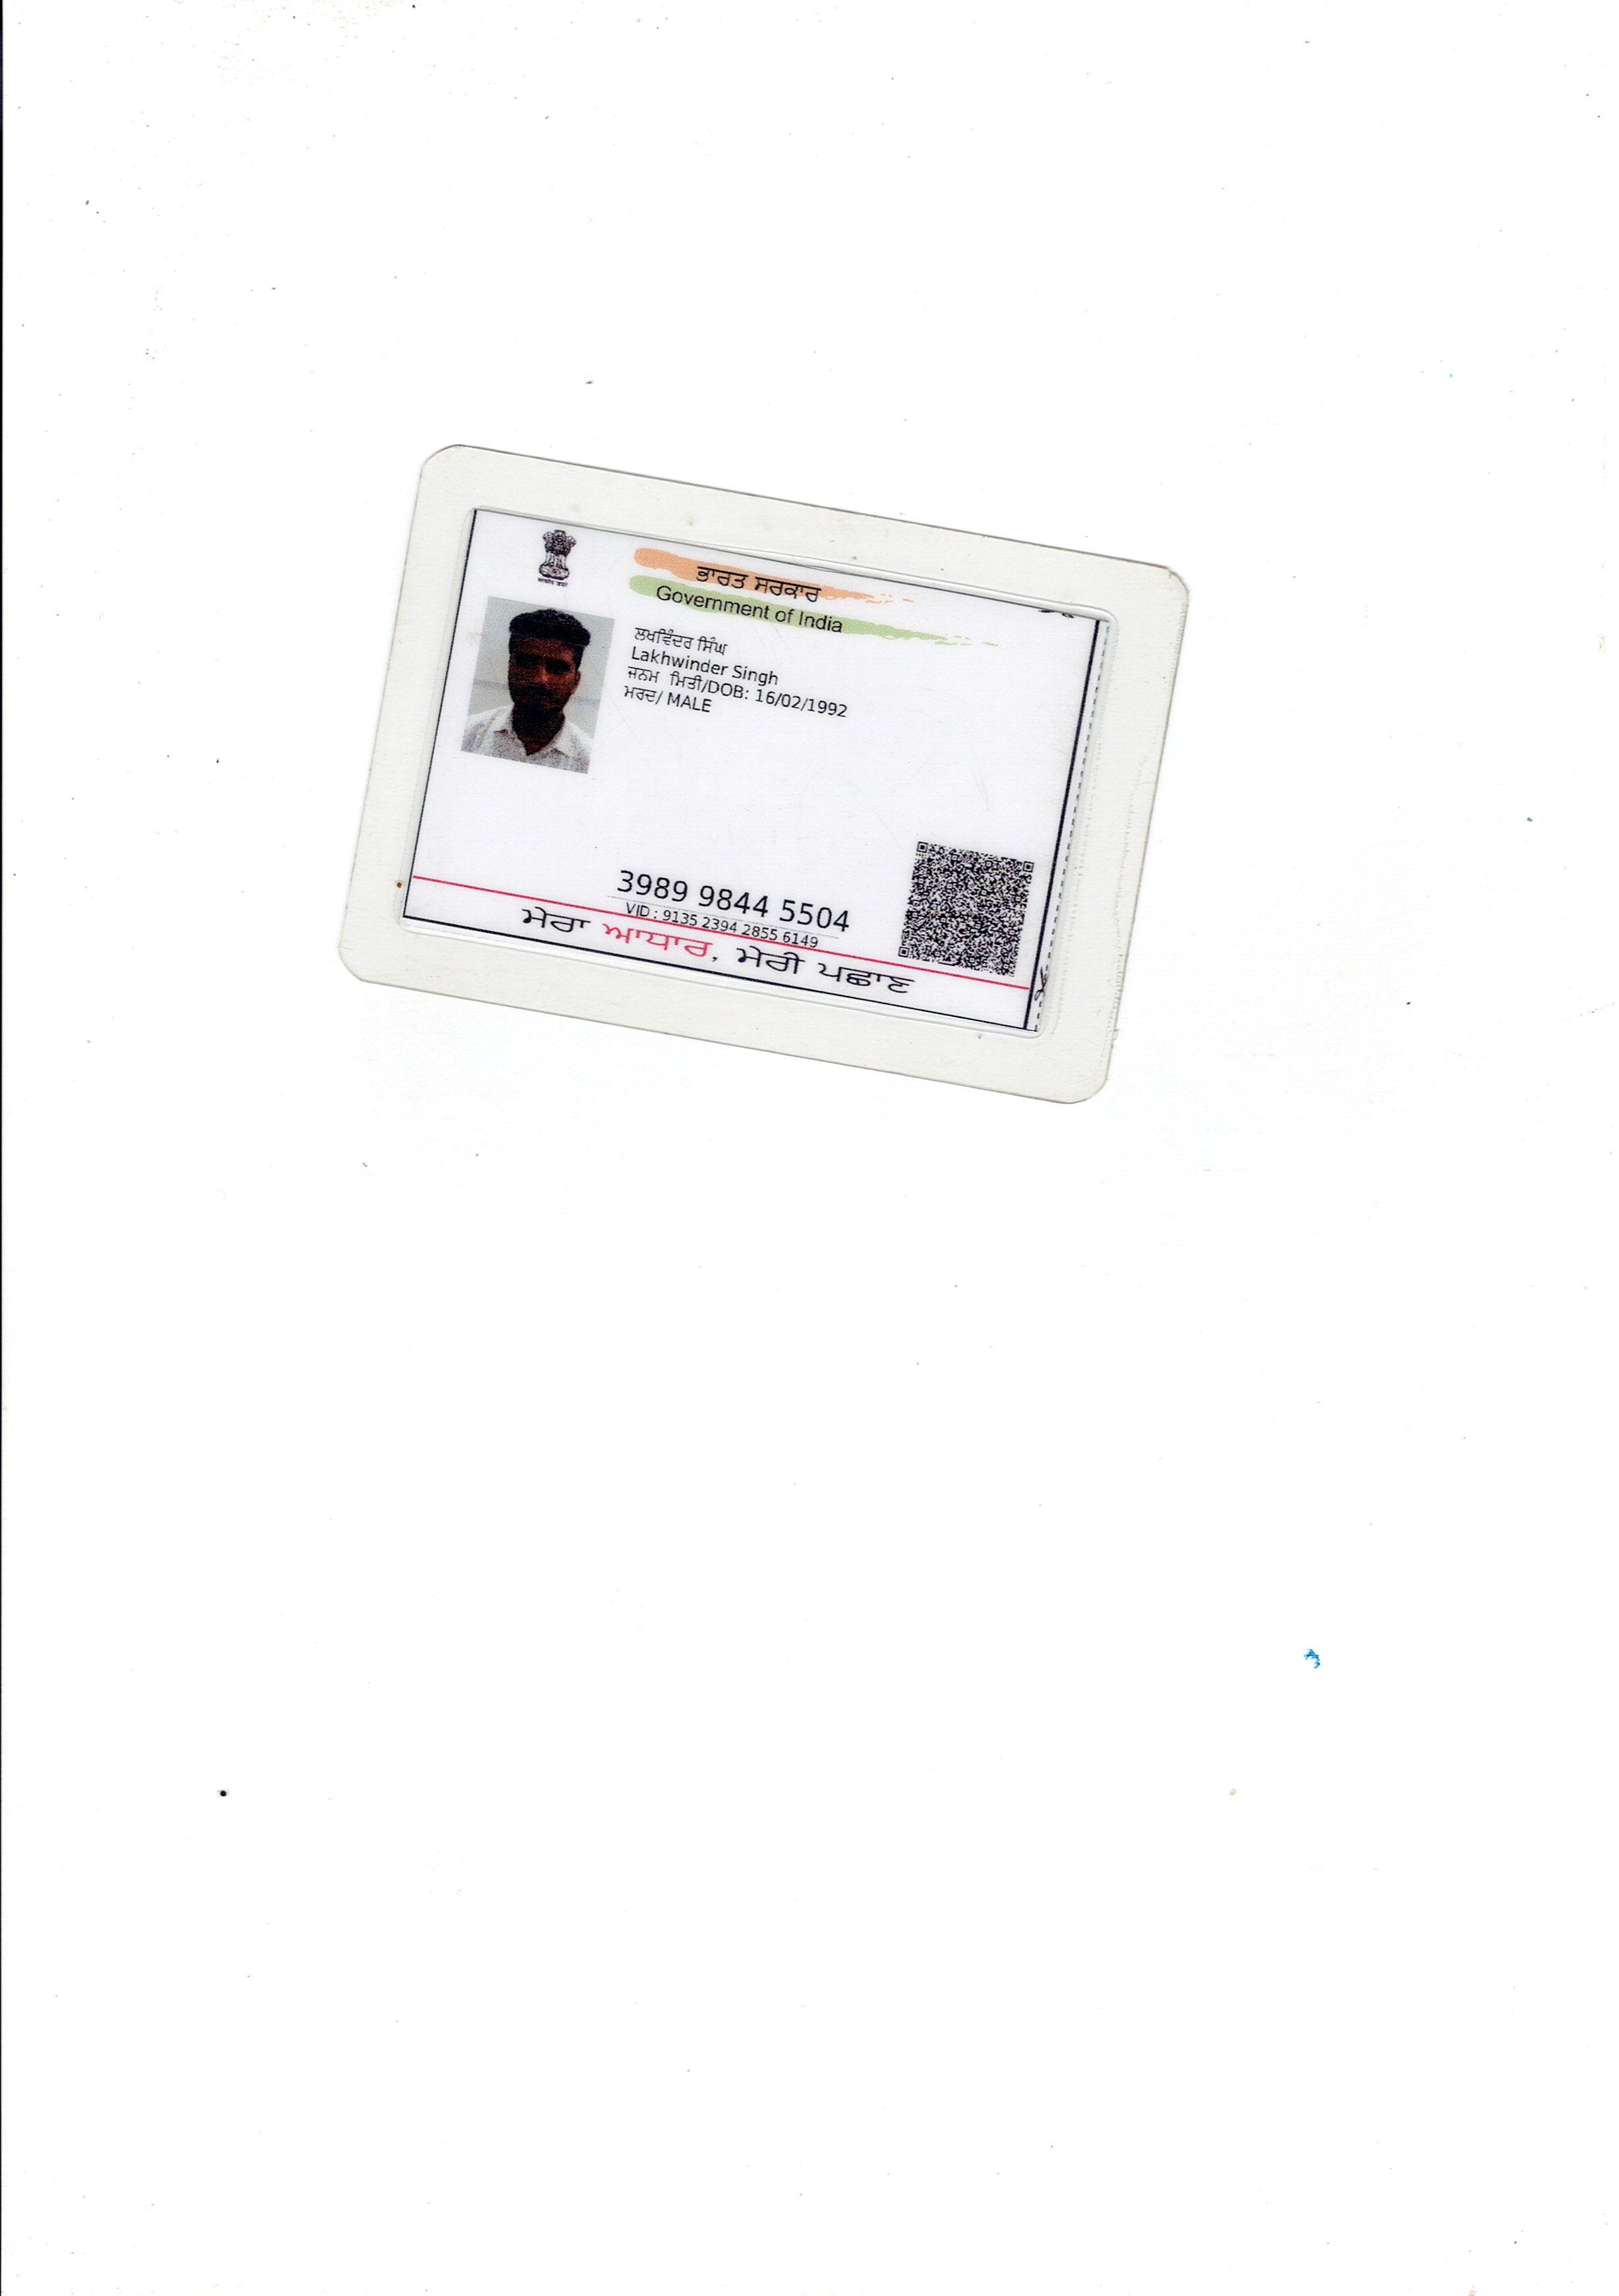 ਭਾਰਤ ਸਰਕਾਰ
Government of India
ਲਖਵਿੰਦਰ ਸਿੰਘ
Lakhwinder Singh
ਜਨਮ ਮਿਤੀ/DOB: 16/02/1992
ਮਰਦ/ MALE
3989 9844 5504
VID : 9135 2394 2855 6149
ਮੇਰਾ ਆਧਾਰ, ਮੇਰੀ ਪਛਾਣ